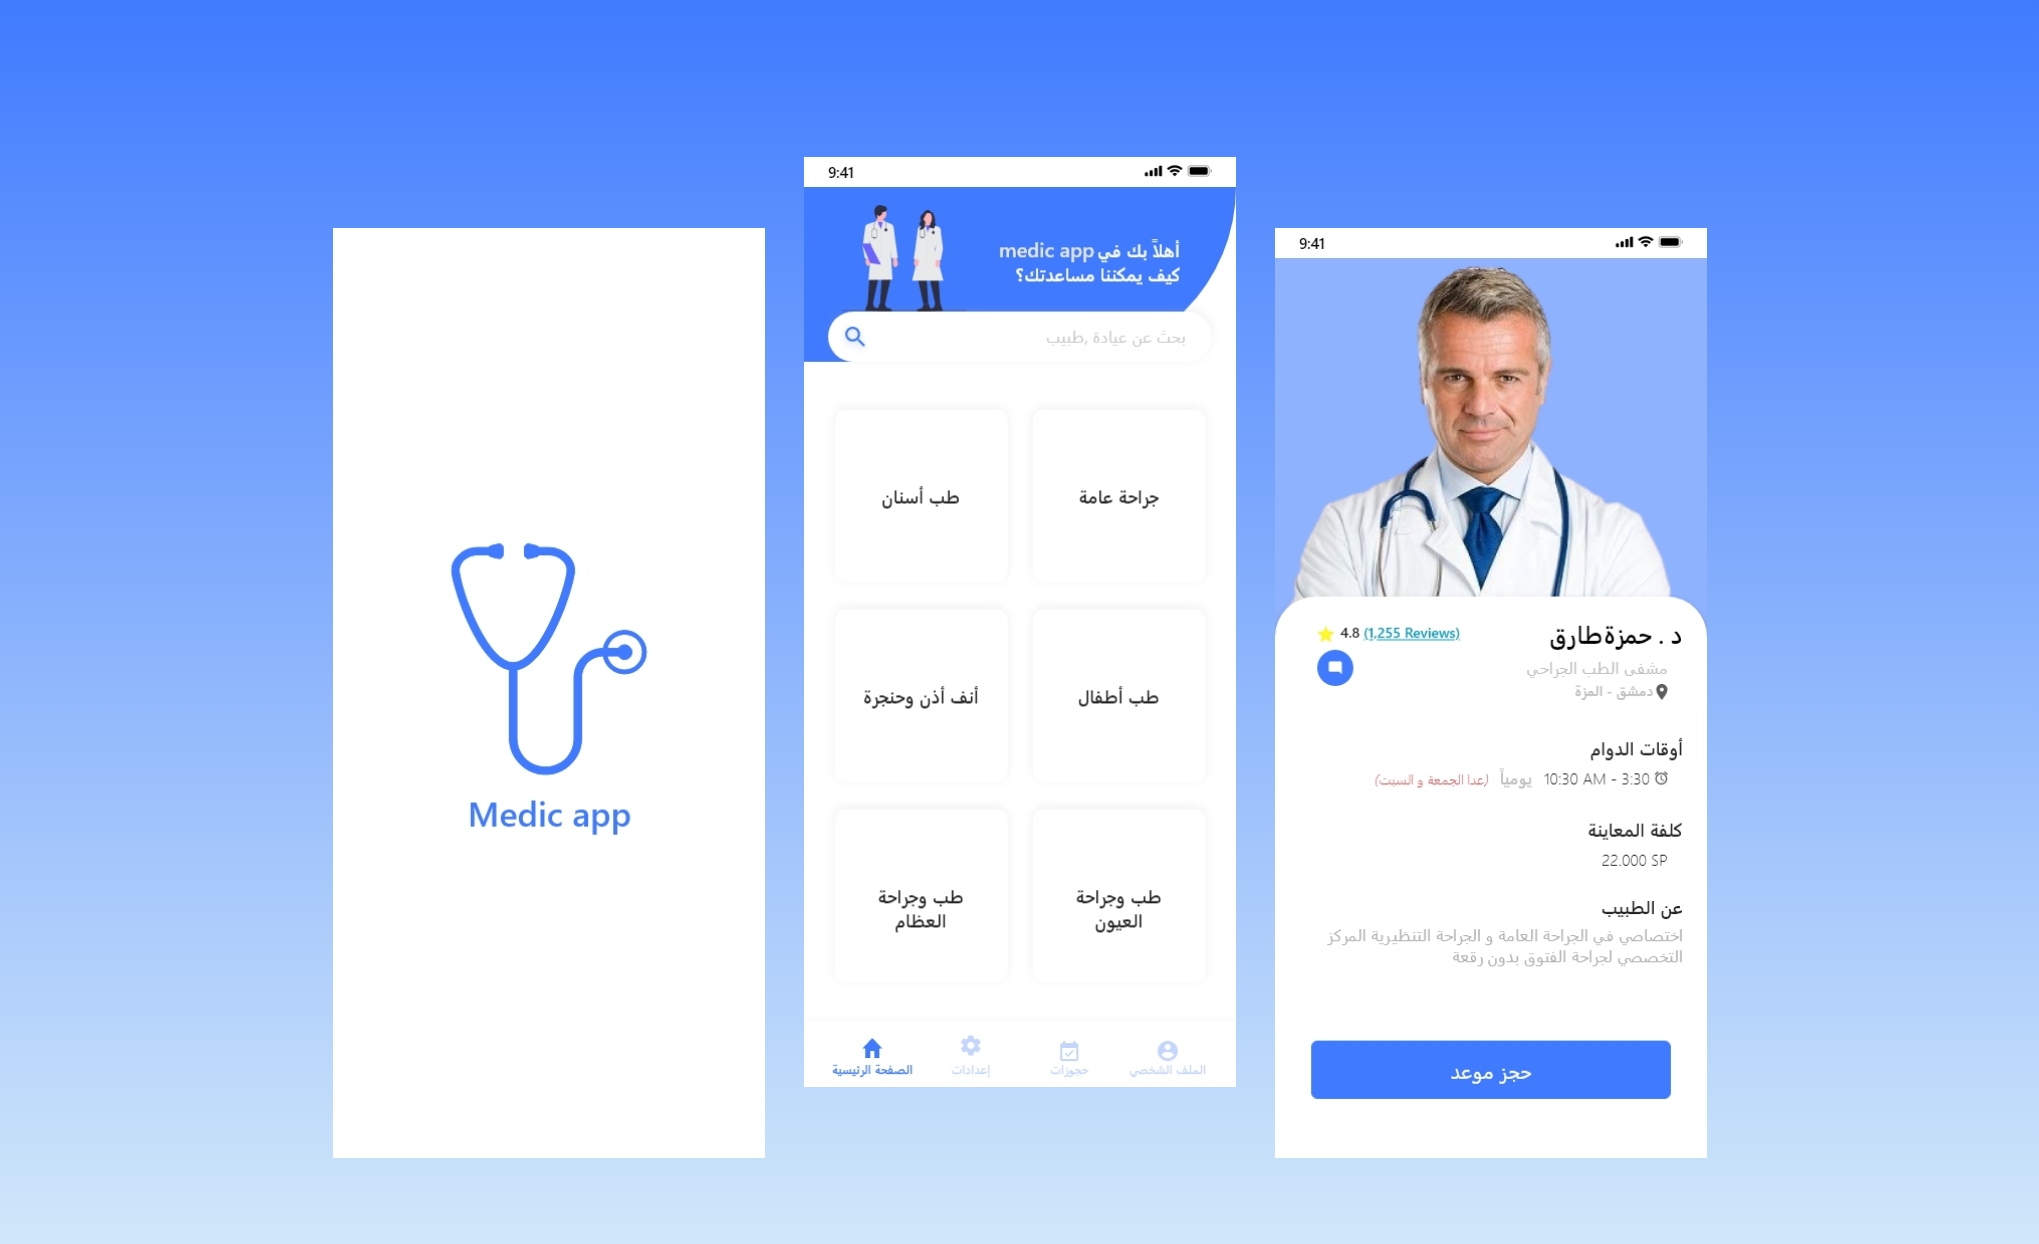 Medic app
9:41
أهلاً بك في medic app
كيف يمكننا مساعدتك؟
بحث عن عيادة ,طبيب
جراحة عامة
طب أسنان
طب أطفال
أنف أذن وحنجرة
طب وجراحة
العيون
طب وجراحة
العظام
الملف الشخصي
حجوزات
إعدادات
الصفحة الرئيسية
9:41
د . حمزةطارق
4.8 (1,255 Reviews)
مشفى الطب الجراحي
دمشق - المزة
أوقات الدوام
10:30 AM - 3:30 يومياً (عدا الجمعة و السبت)
كلفة المعاينة
22.000 SP
عن الطبيب
اختصاصي في الجراحة العامة و الجراحة التنظيرية المركز
التخصصي لجراحة الفتوق بدون رقعة
حجز موعد